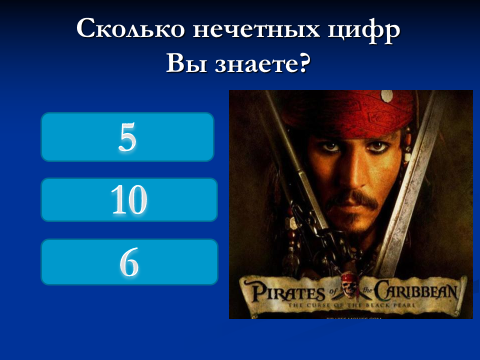 Сколько нечетных цифр
Вы знаете?
5
10
6
PIRATES of the CARIBBEAN
THE CURSE OF THE BLACK PEARL